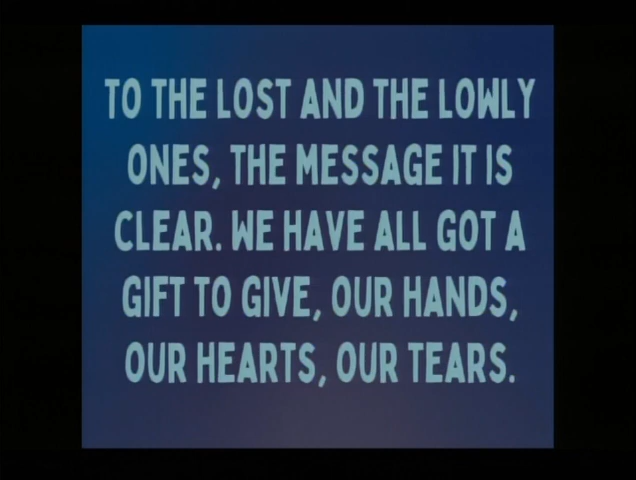 TO THE LOST AND THE LOWLY
ONES, THE MESSAGE IT IS
CLEAR. WE HAVE ALL GOT A
GIFT TO GIVE, OUR HANDS,
OUR HEARTS, OUR TEARS.